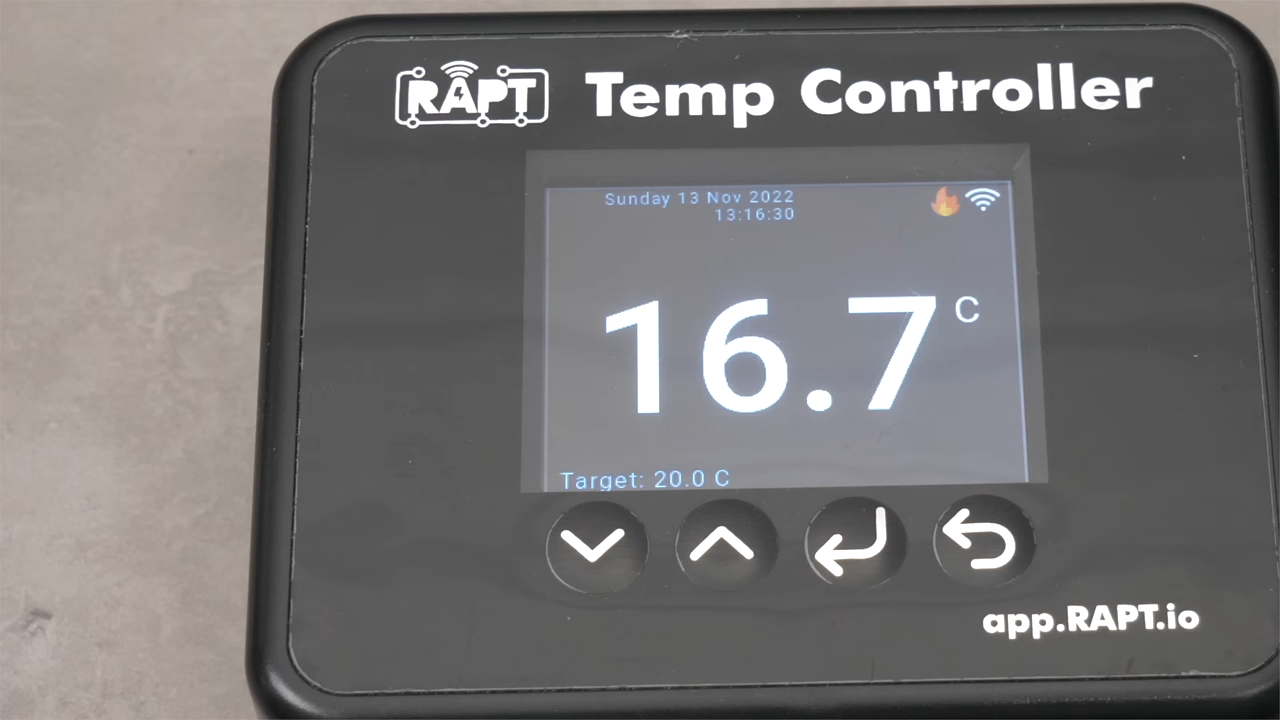 RAPT Temp Controller
Sunday 13 Nov 2022
13:16:30
16.7 C
Target: 20.0 C
app.RAPT.io